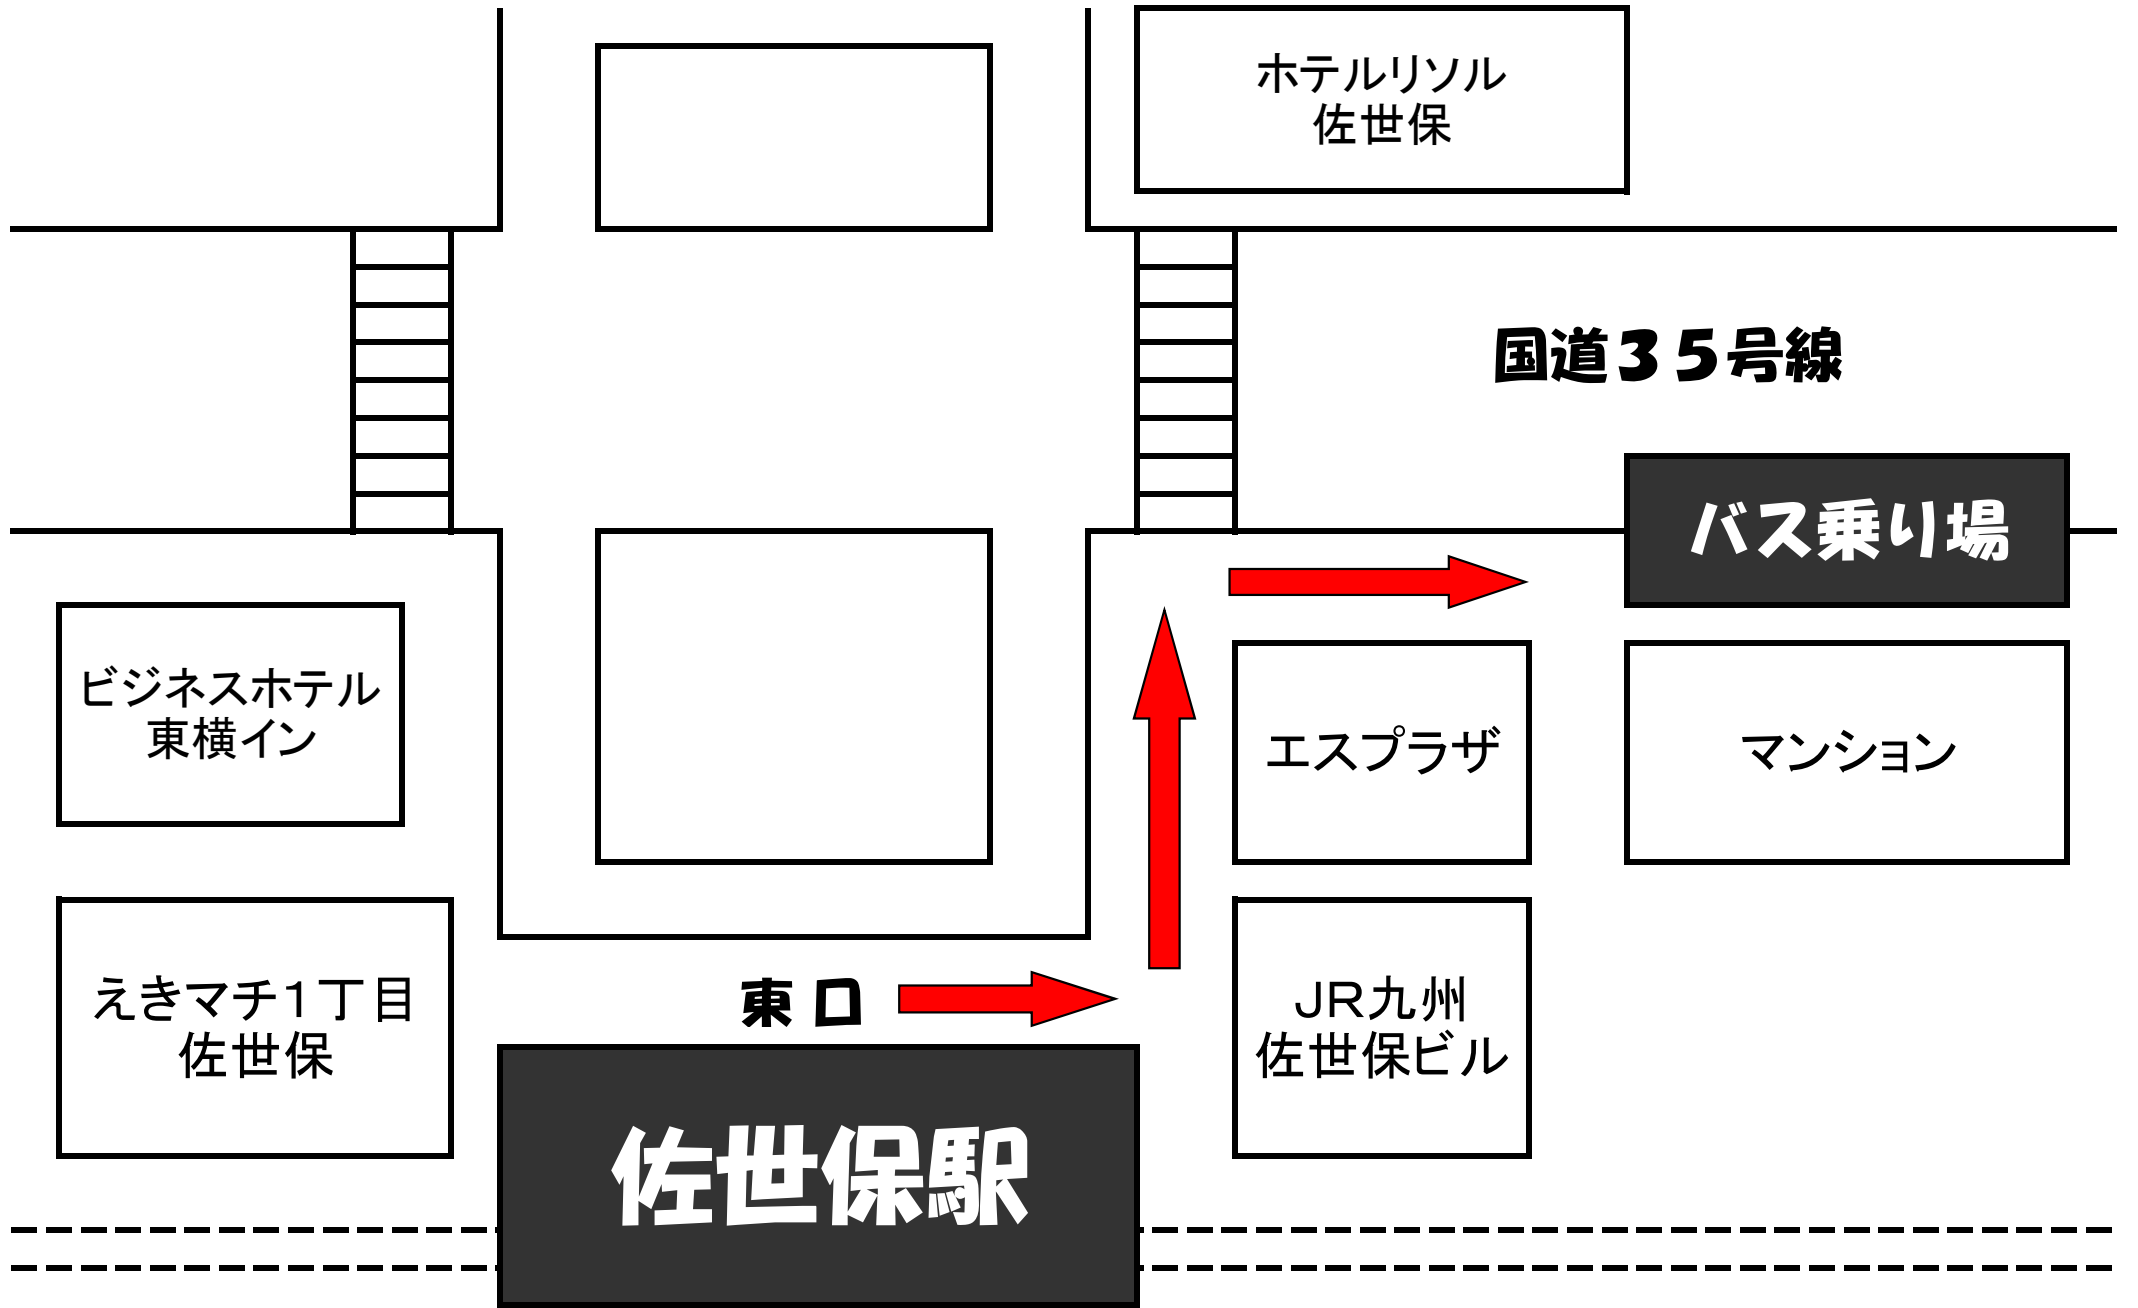 ホテルリソル
佐世保
国道３５号線
バス乗り場
ビジネスホテル
東横イン
エスプラザ
マンション
えきマチ１丁目
佐世保
東 口
ＪＲ九州
佐世保ビル
佐世保駅